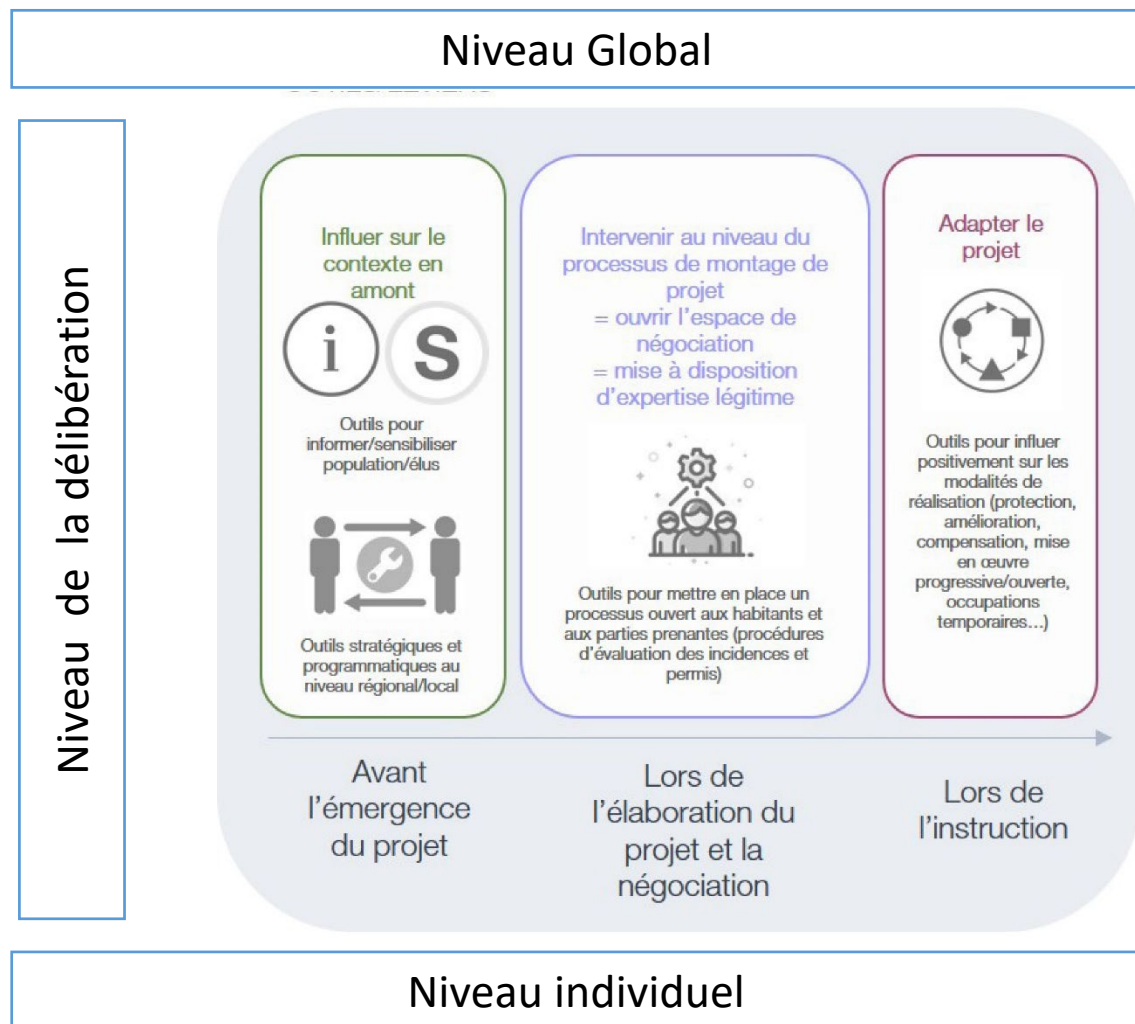 Niveau Global
Niveau de la délibération
Influer sur le
contexte en
amont
i
S
Outils pour
informer/sensibiliser
population/élus
Outils stratégiques et
programmatiques au
niveau régional/local
Intervenir au niveau du
processus de montage de
projet
= ouvrir l’espace de
négociation
= mise à disposition
d’expertise légitime
Outils pour mettre en place un
processus ouvert aux habitants et
aux parties prenantes (procédures
d’évaluation des incidences et
permis)
Adapter le
projet
Outils pour influer
positivement sur les
modalités de
réalisation (protection,
amélioration,
compensation, mise
en œuvre
progressive/ouverte,
occupations
temporaires…)
Avant
l’émergence
du projet
Lors de
l’élaboration du
projet et la
négociation
Lors de
l’instruction
Niveau individuel